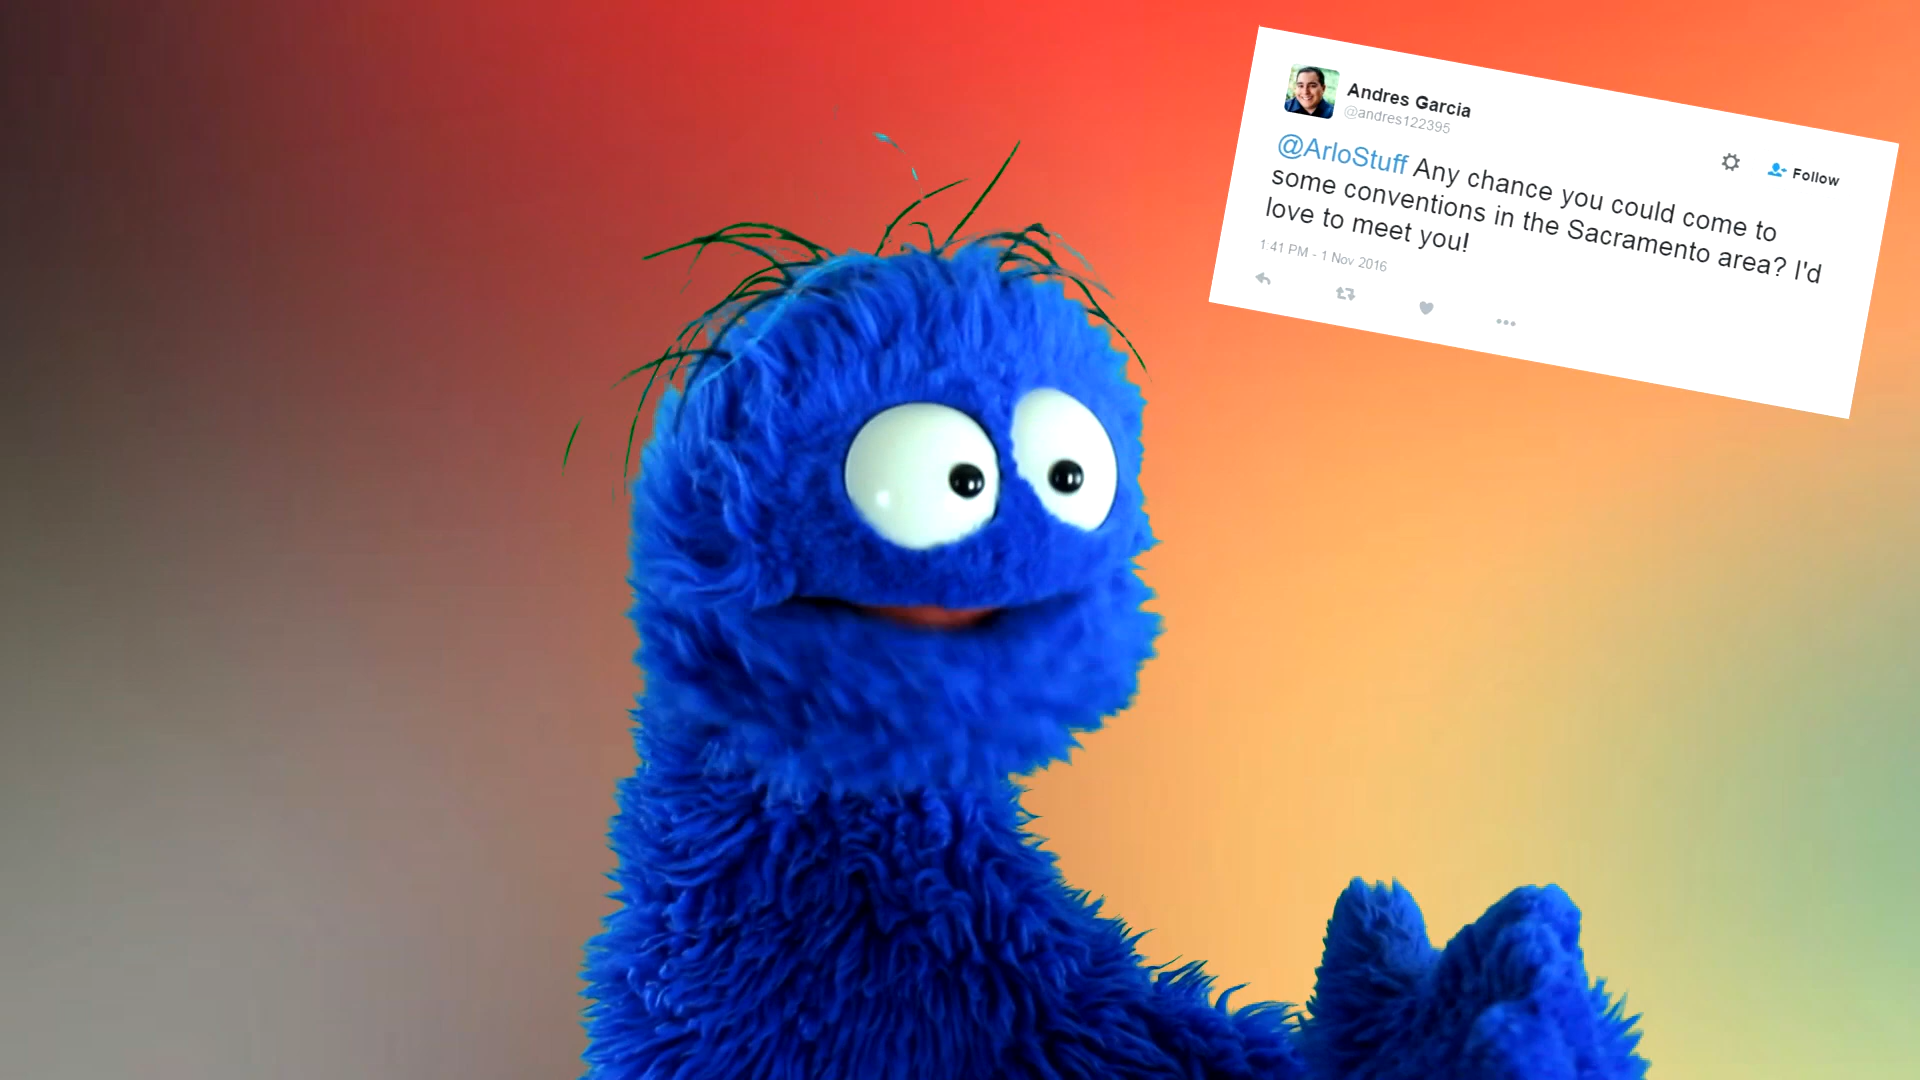 Andres Garcia
@andres122395
Follow
@ArloStuff Any chance you could come to
some conventions in the Sacramento area? I'd
love to meet you!
1:41 PM - 1 Nov 2016